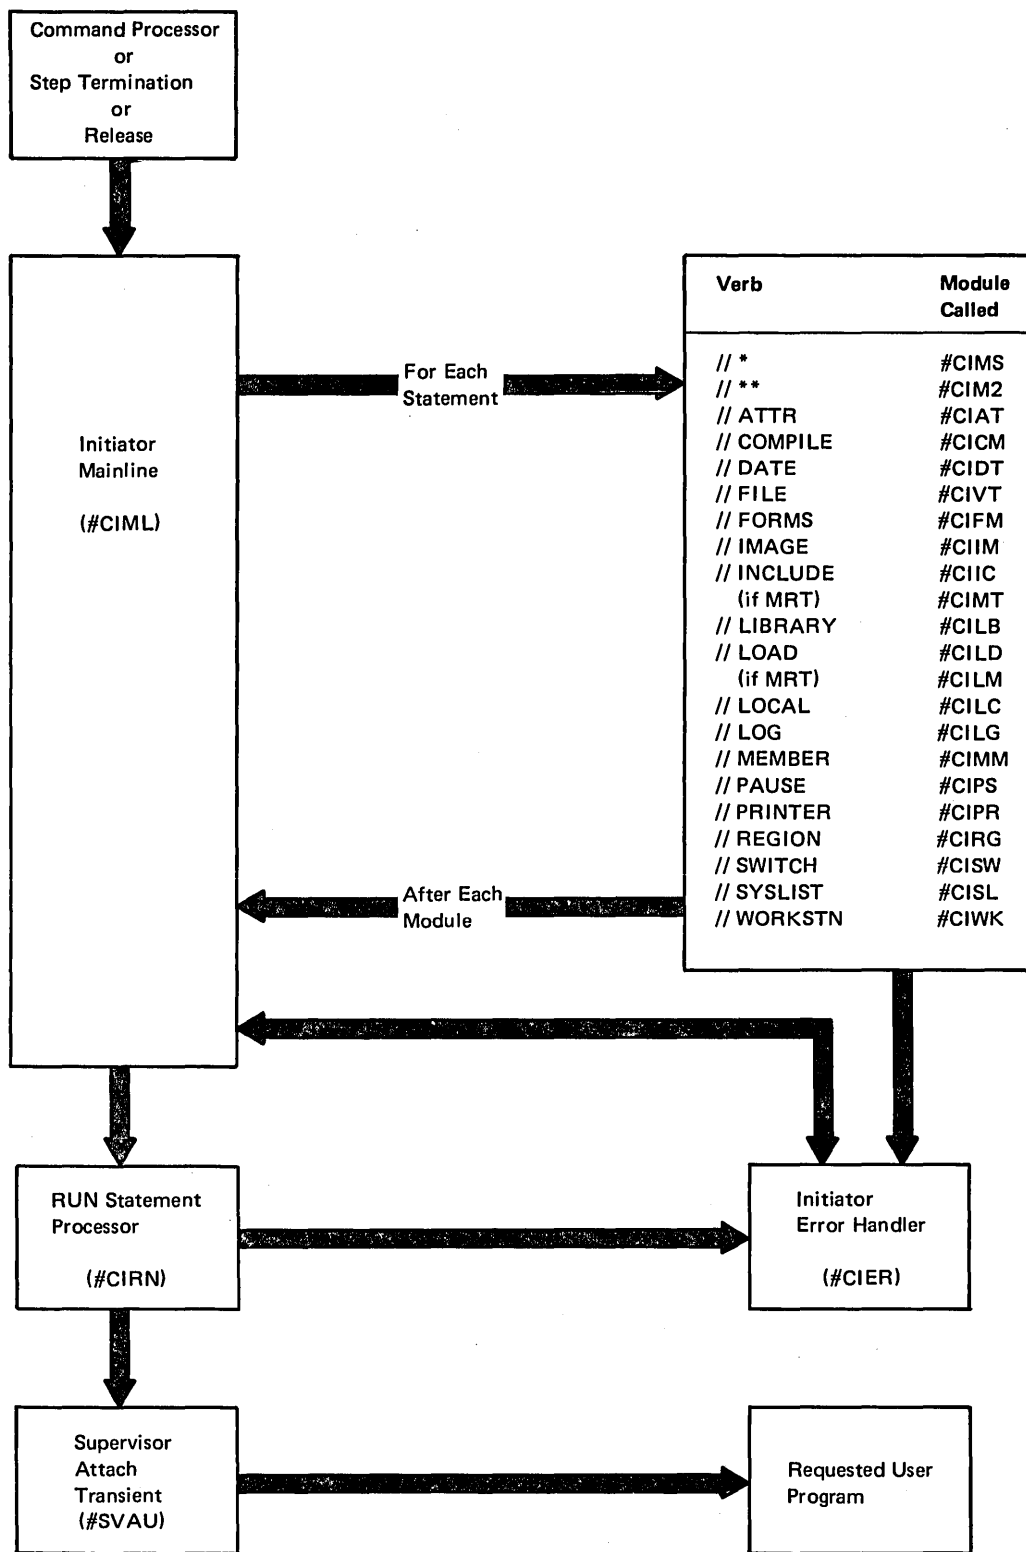 Command Processor
or
Step Termination
or
Release
Initiator
Mainline
(#CIML)
For Each
Statement
After Each
Module
Verb Module
Called
// * #CIMS
// ** #CIM2
// ATTR #CIAT
// COMPILE #CICM
// DATE #CIDT
// FILE #CIVT
// FORMS #CIFM
// IMAGE #CIIM
// INCLUDE #CIIC
(if MRT) #CIMT
// LIBRARY #CILB
// LOAD #CILD
(if MRT) #CILM
// LOCAL #CILC
// LOG #CILG
// MEMBER #CIMM
// PAUSE #CIPS
// PRINTER #CIPR
// REGION #CIRG
// SWITCH #CISW
// SYSLIST #CISL
// WORKSTN #CIWK
RUN Statement
Processor
(#CIRN)
Initiator
Error Handler
(#CIER)
Supervisor
Attach
Transient
(#SVAU)
Requested User
Program